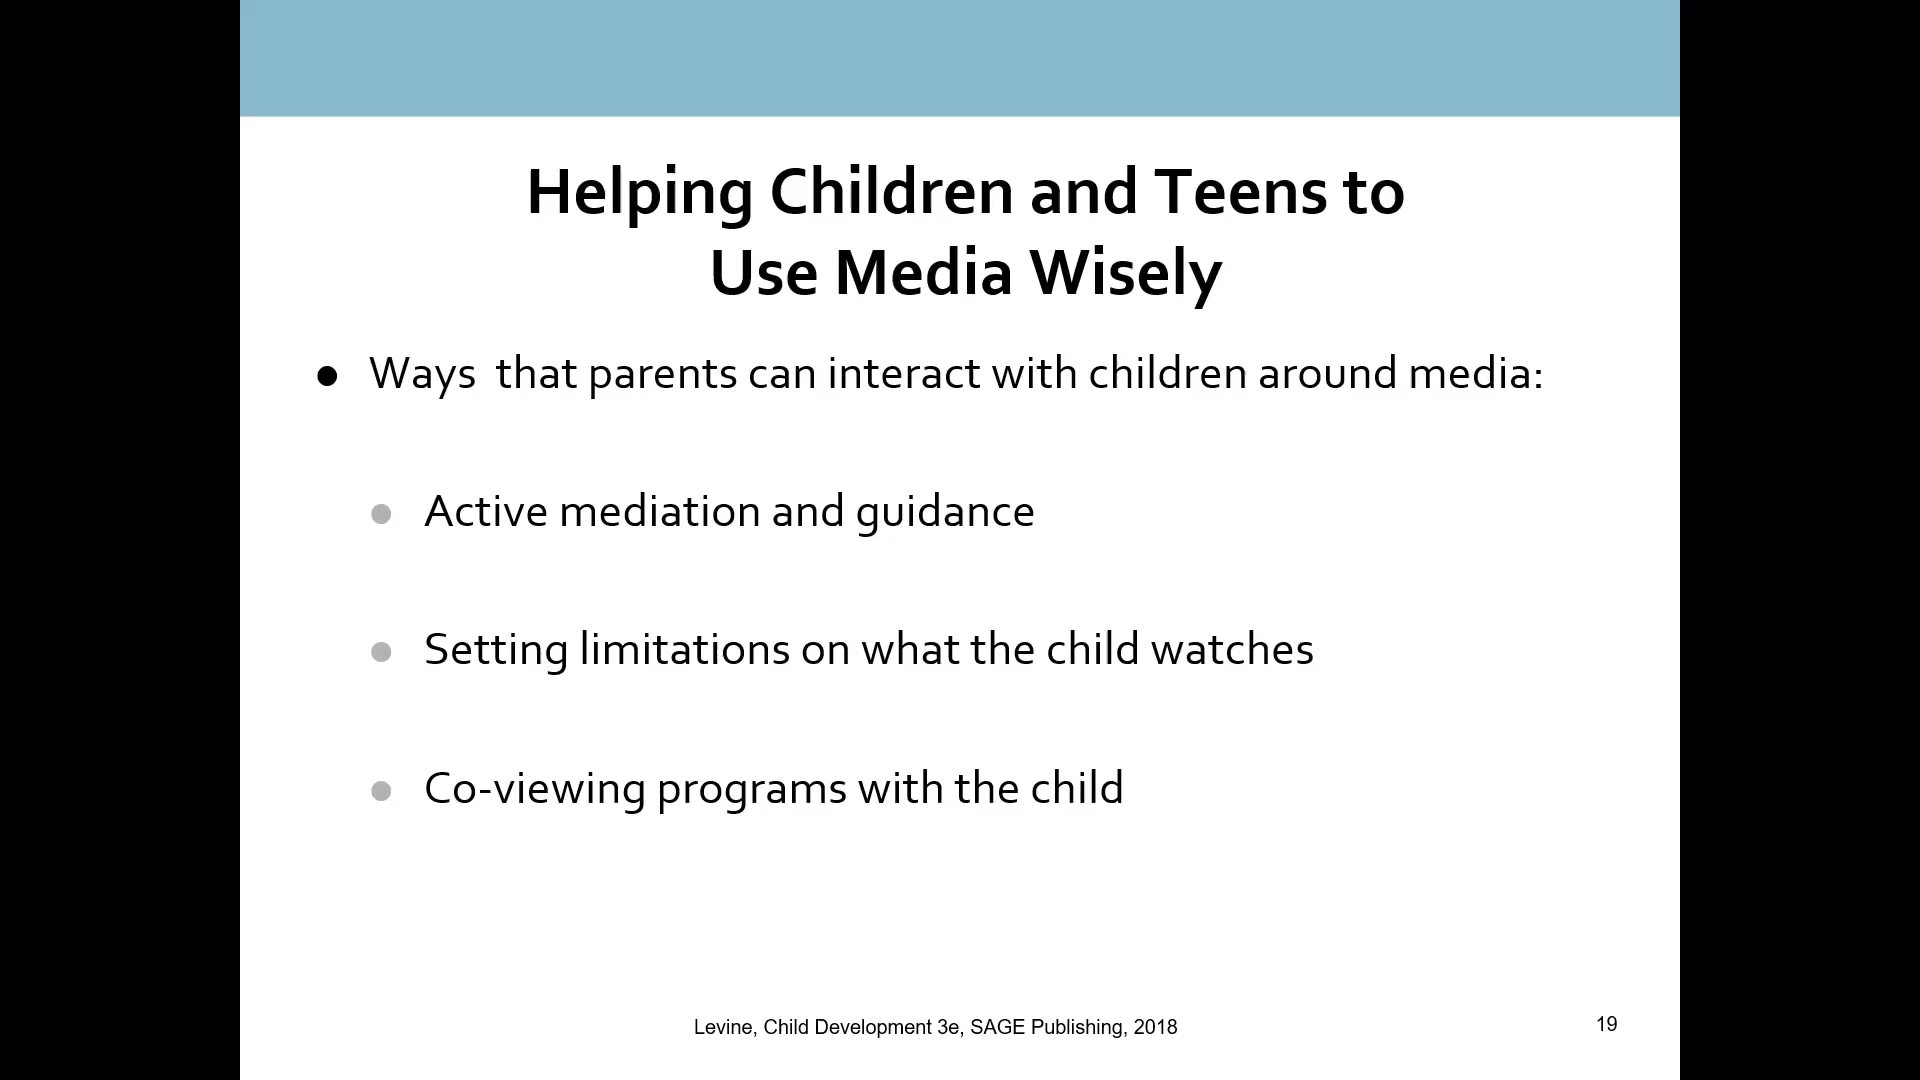 Helping Children and Teens to
Use Media Wisely
● Ways  that parents can interact with children around media:
● Active mediation and guidance
● Setting limitations on what the child watches
● Co-viewing programs with the child
Levine, Child Development 3e, SAGE Publishing, 2018
19